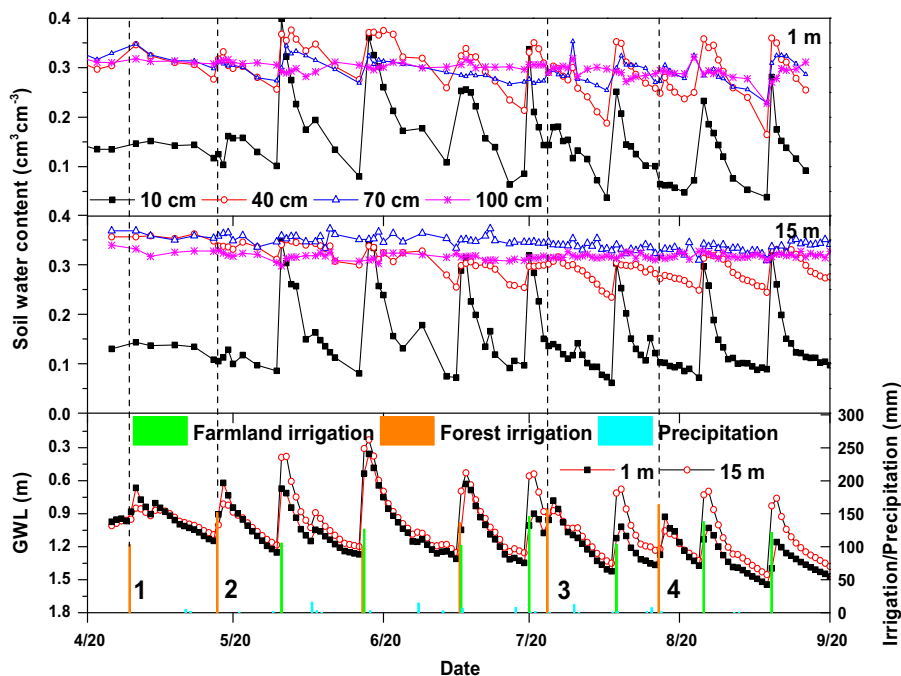 0.4
1 m
0.3
0.2
0.1
10 cm 40 cm 70 cm 100 cm
0.4
15 m
0.3
0.2
0.1
Soil water content (cm³cm⁻³)
0.0 300
Farmland irrigation Forest irrigation Precipitation
0.3 250
1 m 15 m
0.6 200
0.9 150
1.2 100
1.5 50
1 2 3 4
1.8 0
GWL (m)
Irrigation/Precipitation (mm)
4/20 5/20 6/20 7/20 8/20 9/20
Date